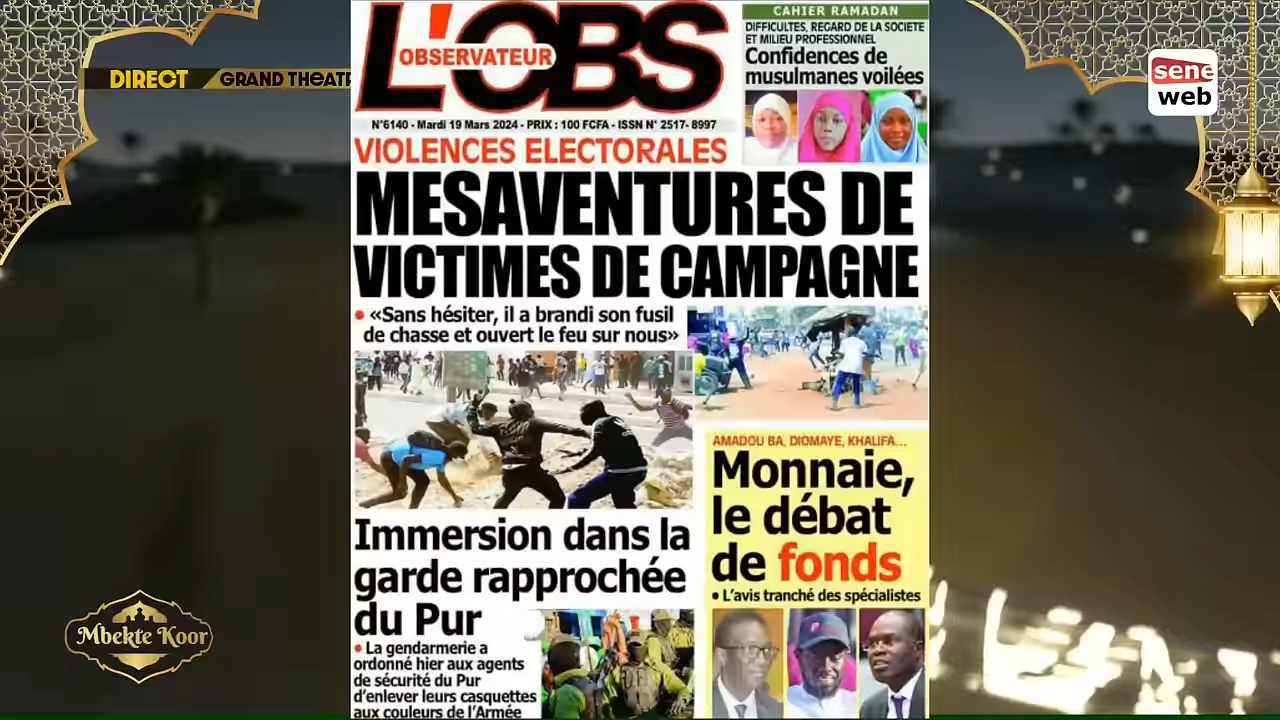 DIRECT
GRAND THEATR
sene
web
L'OBS
OBSERVATEUR
N°6140 - Mardi 19 Mars 2024 - PRIX : 100 FCFA - ISSN N° 2517- 8997
CAHIER RAMADAN
DIFFICULTES, REGARD DE LA SOCIETE
ET MILIEU PROFESSIONNEL
Confidences de
musulmanes voilées
VIOLENCES ELECTORALES
MESAVENTURES DE
VICTIMES DE CAMPAGNE
• «Sans hésiter, il a brandi son fusil
de chasse et ouvert le feu sur nous»
Immersion dans la
garde rapprochée
du Pur
• La gendarmerie a
ordonné hier aux agents
de sécurité du Pur
d'enlever leurs casquettes
aux couleurs de l'Armée
AMADOU BA, DIOMAYE, KHALIFA...
Monnaie,
le débat
de fonds
• L'avis tranché des spécialistes
Mbekte Koor